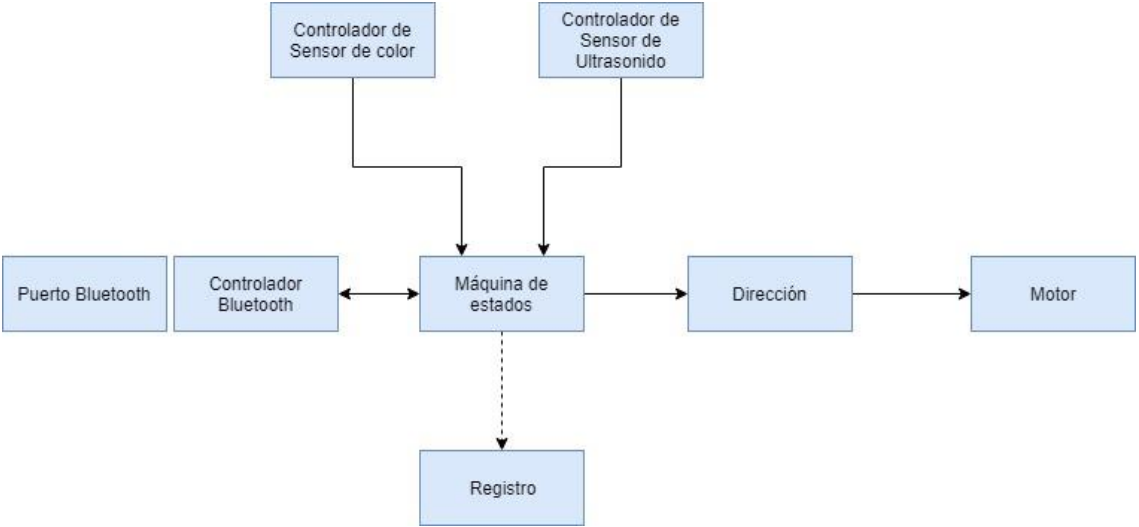 Controlador de
Sensor de color
Controlador de
Sensor de
Ultrasonido
Puerto Bluetooth
Controlador
Bluetooth
Máquina de
estados
Dirección
Motor
Registro